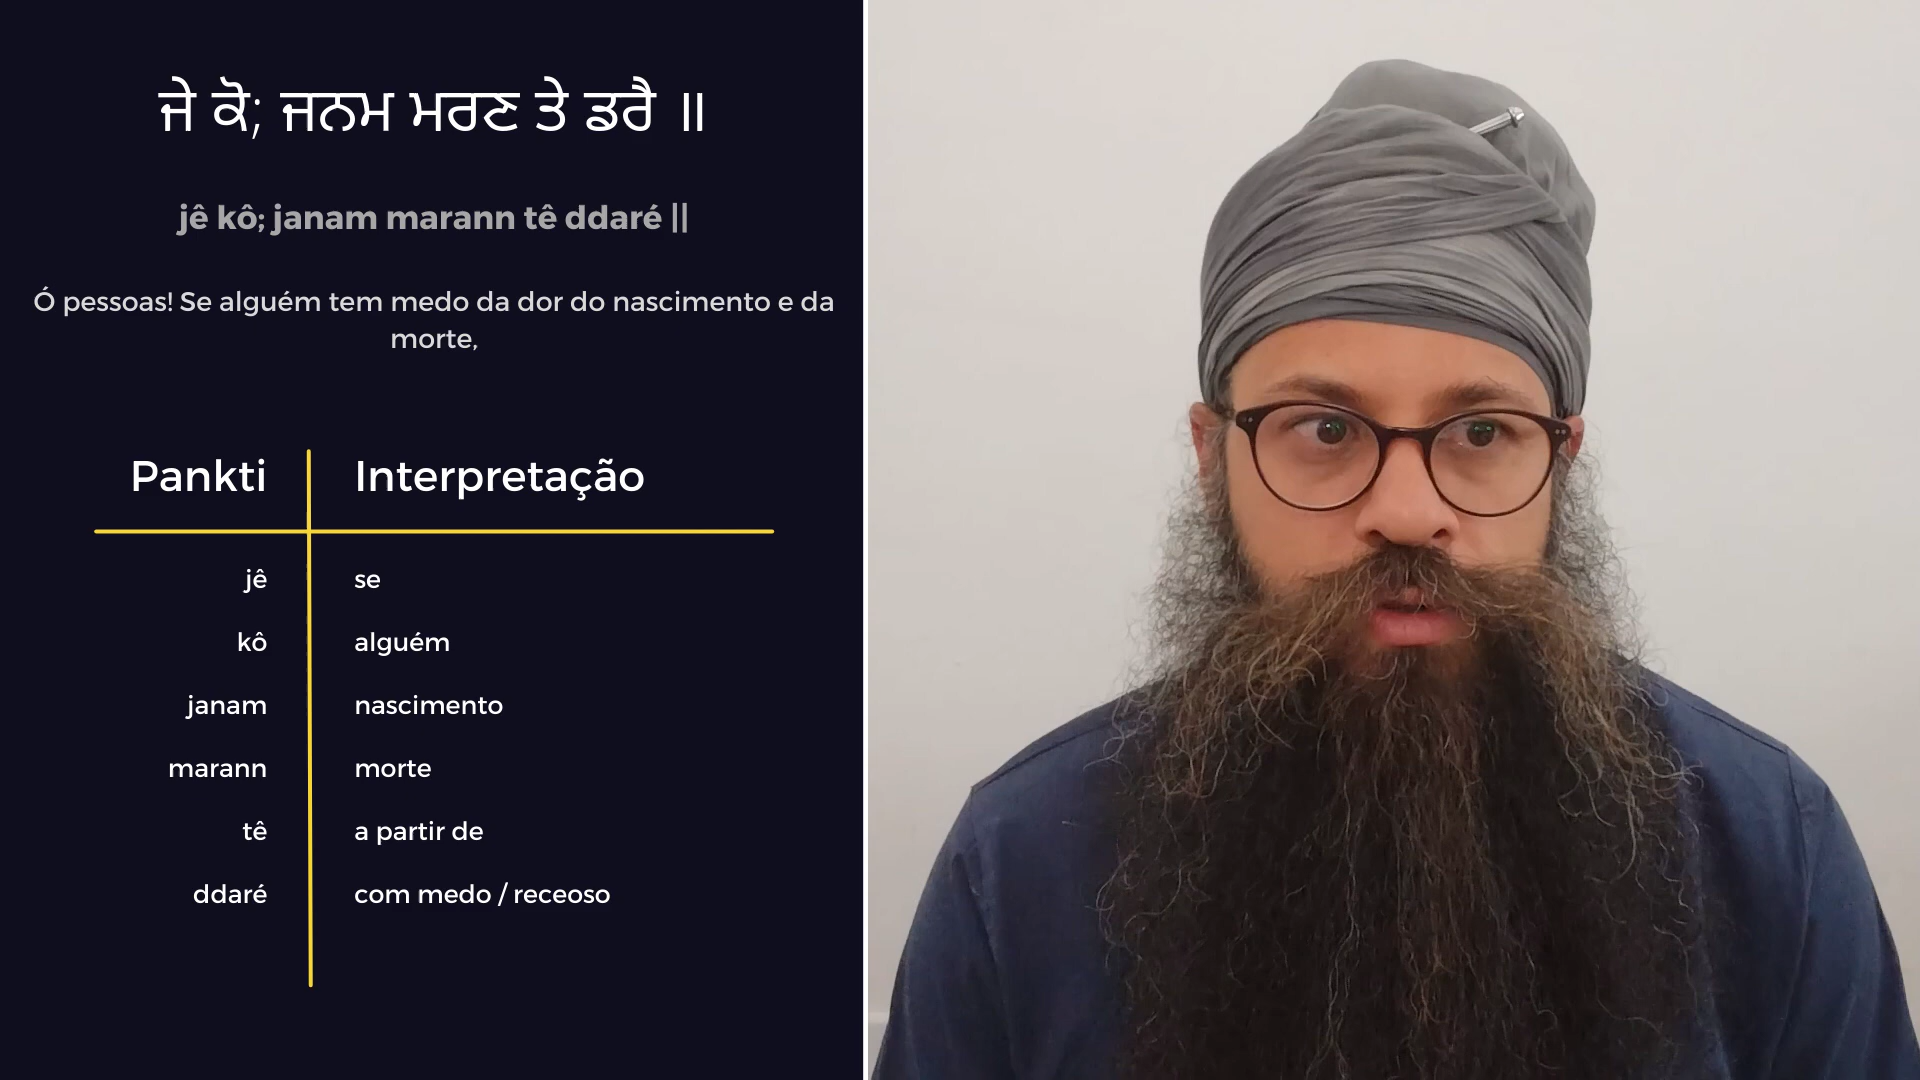 ਜੇ ਕੋ; ਜਨਮ ਮਰਣ ਤੇ ਡਰੈ ॥
jê kô; janam marann tê ddaré ||
Ó pessoas! Se alguém tem medo da dor do nascimento e da
morte,
Pankti Interpretação
jê se
kô alguém
janam nascimento
marann morte
tê a partir de
ddaré com medo / receoso